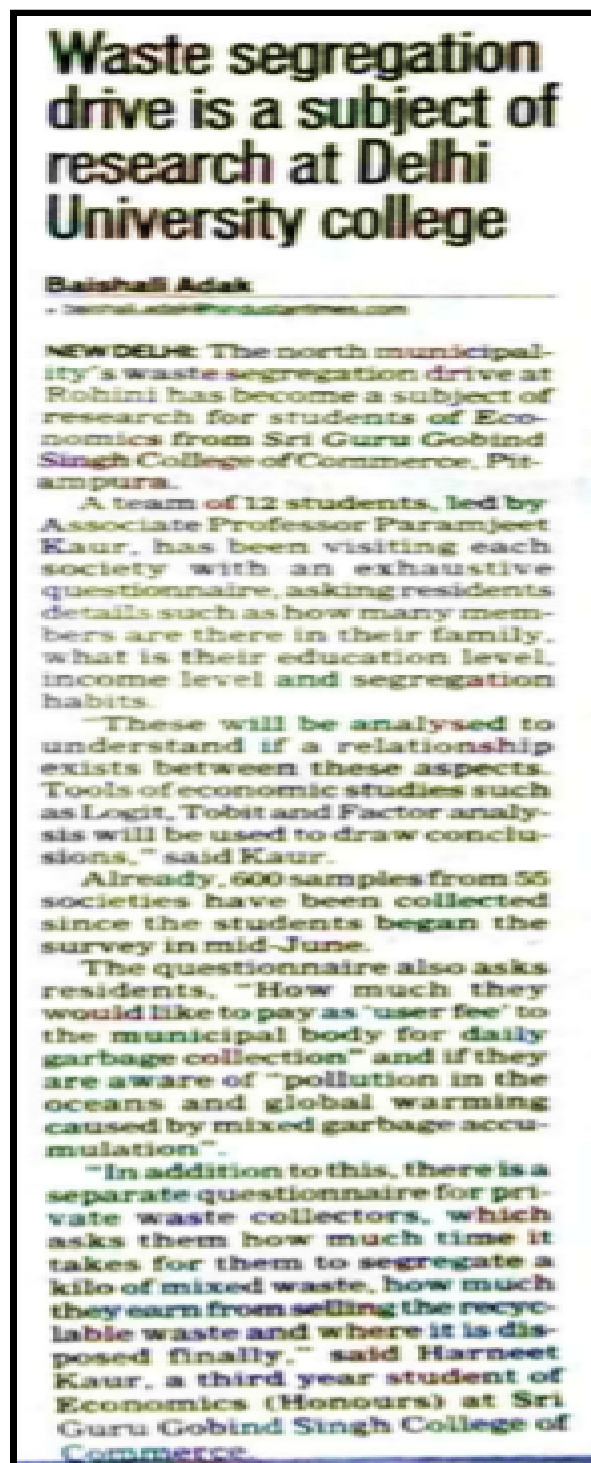 Waste segregation
drive is a subject of
research at Delhi
University college
Baishali Adak
NEW DELHI: The north municipal-
ity's waste segregation drive at
Rohini has become a subject of
research for students of Eco-
nomics from Sri Guru Gobind
Singh College of Commerce, Pit-
ampura.
A team of 12 students, led by
Associate Professor Paramjeet
Kaur, has been visiting each
society with an exhaustive
questionnaire, asking residents
details such as how many mem-
bers are there in their family,
what is their education level,
income level and segregation
habits.
"These will be analysed to
understand if a relationship
exists between these aspects.
Tools of economic studies such
as Logit, Tobit and Factor analy-
sis will be used to draw conclu-
sions," said Kaur.
Already, 600 samples from 55
societies have been collected
since the students began the
survey in mid-June.
The questionnaire also asks
residents, "How much they
would like to pay as 'user fee' to
the municipal body for daily
garbage collection" and if they
are aware of "pollution in the
oceans and global warming
caused by mixed garbage accu-
mulation".
"In addition to this, there is a
separate questionnaire for pri-
vate waste collectors, which
asks them how much time it
takes for them to segregate a
kilo of mixed waste, how much
they earn from selling the recyc-
lable waste and where it is dis-
posed finally," said Harneet
Kaur, a third year student of
Economics (Honours) at Sri
Guru Gobind Singh College of
Commerce.